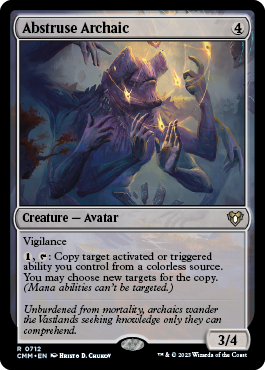 Abstruse Archaic 4
Creature — Avatar
Vigilance
1, T: Copy target activated or triggered
ability you control from a colorless source.
You may choose new targets for the copy.
(Mana abilities can't be targeted.)
Unburdened from mortality, archaics wander
the Vastlands seeking knowledge only they can
comprehend.
3/4
R 0712
CMM • EN Hristo D. Chukov
™ & © 2023 Wizards of the Coast